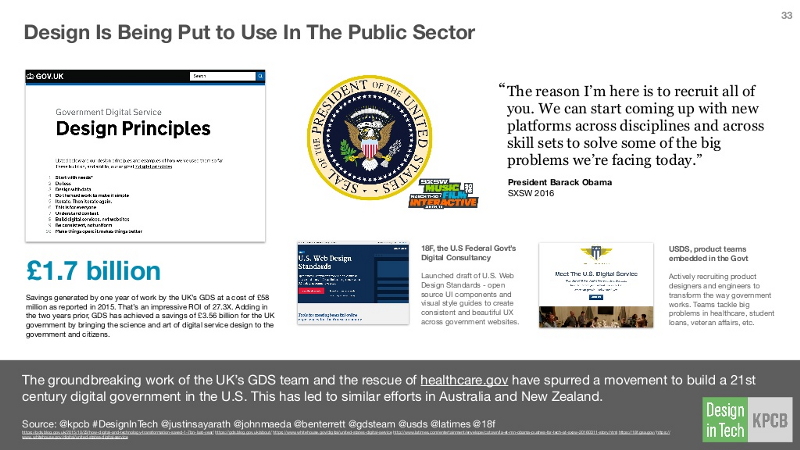 33
Design Is Being Put to Use In The Public Sector
GOV.UK
Search
Government Digital Service
Design Principles
1 Start with needs*
2 Do less
3 Design with data
4 Do the hard work to make it simple
5 Iterate. Then iterate again.
6 This is for everyone
7 Understand context
8 Build digital services, not websites
9 Be consistent, not uniform
10 Make things open: it makes things better
£1.7 billion
Savings generated by one year of work by the UK's GDS at a cost of £58
million as reported in 2015. That's an impressive ROI of 27.3X. Adding in
the two years prior, GDS has achieved a savings of £3.56 billion for the UK
government by bringing the science and art of digital service design to the
government and citizens.
SEAL OF THE PRESIDENT OF THE UNITED STATES
SXSW
MUSIC
FILM
INTERACTIVE
“The reason I'm here is to recruit all of
you. We can start coming up with new
platforms across disciplines and across
skill sets to solve some of the big
problems we're facing today.”
President Barack Obama
SXSW 2016
U.S. Web Design
Standards
18F, the U.S Federal Govt's
Digital Consultancy
Launched draft of U.S. Web
Design Standards - open
source UI components and
visual style guides to create
consistent and beautiful UX
across government websites.
Meet The U.S. Digital Service
USDS, product teams
embedded in the Govt
Actively recruiting product
designers and engineers to
transform the way government
works. Teams tackle big
problems in healthcare, student
loans, veteran affairs, etc.
The groundbreaking work of the UK's GDS team and the rescue of healthcare.gov have spurred a movement to build a 21st
century digital government in the U.S. This has led to similar efforts in Australia and New Zealand.
Source: @kpcb #DesignInTech @justinsayarath @johnmaeda @benterrett @gdsteam @usds @latimes @18f
Design
in Tech
KPCB